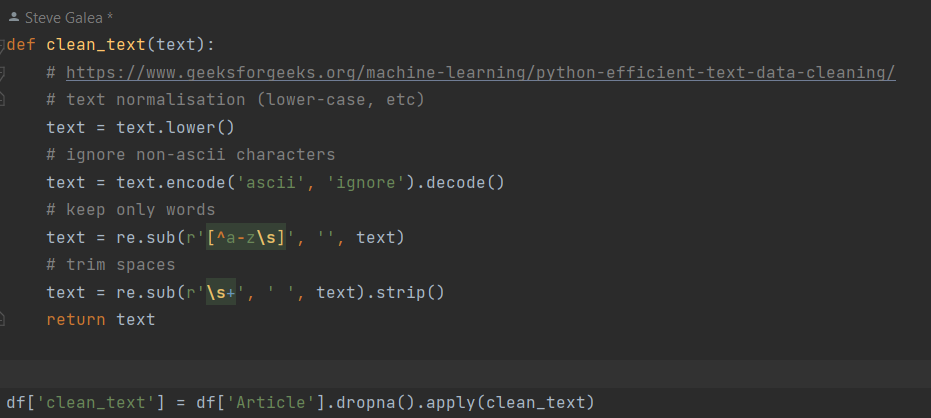 Steve Galea *
def clean_text(text):
    # https://www.geeksforgeeks.org/machine-learning/python-efficient-text-data-cleaning/
    # text normalisation (lower-case, etc)
    text = text.lower()
    # ignore non-ascii characters
    text = text.encode('ascii', 'ignore').decode()
    # keep only words
    text = re.sub(r'[^a-z\s]', '', text)
    # trim spaces
    text = re.sub(r'\s+', ' ', text).strip()
    return text
df['clean_text'] = df['Article'].dropna().apply(clean_text)